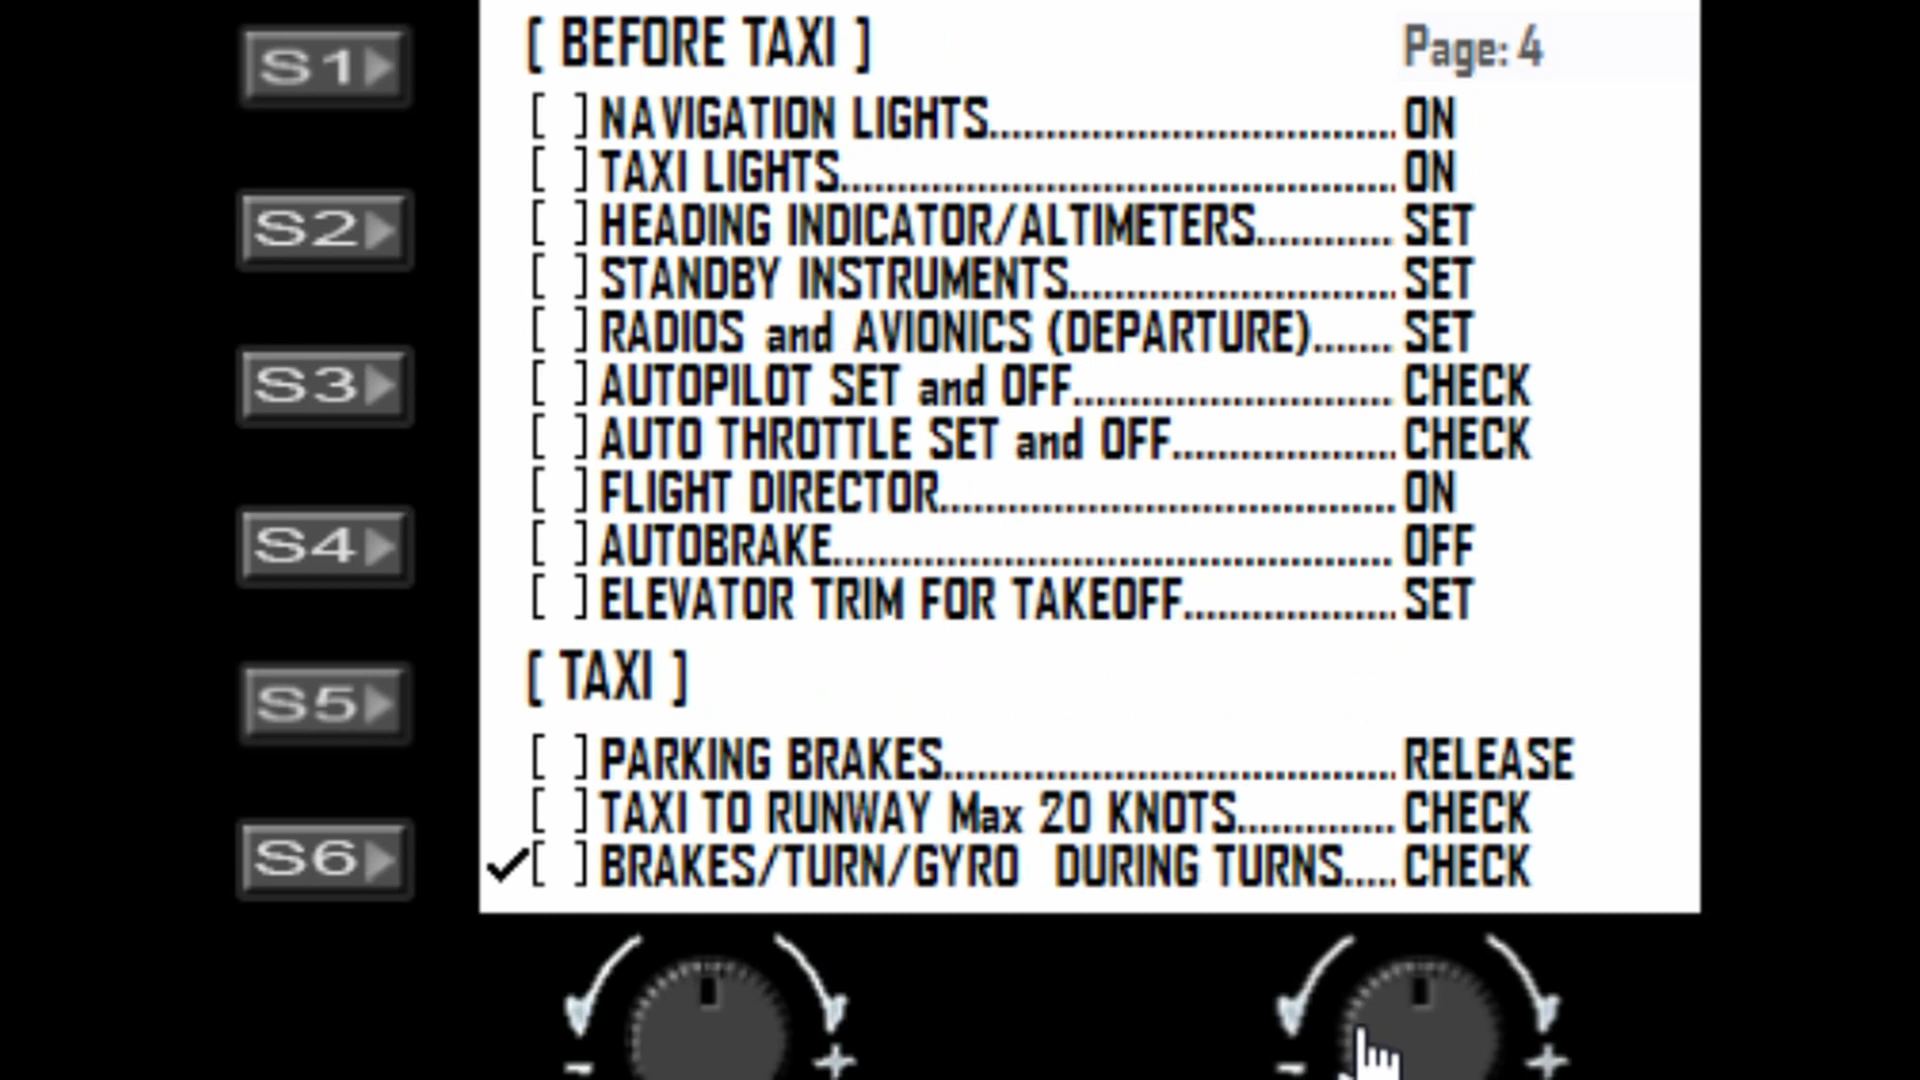 S1
[ BEFORE TAXI ] Page: 4
[ ] NAVIGATION LIGHTS.................................... ON
[ ] TAXI LIGHTS................................................. ON
S2
[ ] HEADING INDICATOR/ALTIMETERS............ SET
[ ] STANDBY INSTRUMENTS............................. SET
[ ] RADIOS and AVIONICS (DEPARTURE)....... SET
S3
[ ] AUTOPILOT SET and OFF............................ CHECK
[ ] AUTO THROTTLE SET and OFF.................... CHECK
[ ] FLIGHT DIRECTOR........................................ ON
S4
[ ] AUTOBRAKE.................................................. OFF
[ ] ELEVATOR TRIM FOR TAKEOFF................... SET
[ TAXI ]
S5
[ ] PARKING BRAKES........................................ RELEASE
[ ] TAXI TO RUNWAY Max 20 KNOTS.............. CHECK
S6
✓[ ] BRAKES/TURN/GYRO DURING TURNS..... CHECK
- + - +